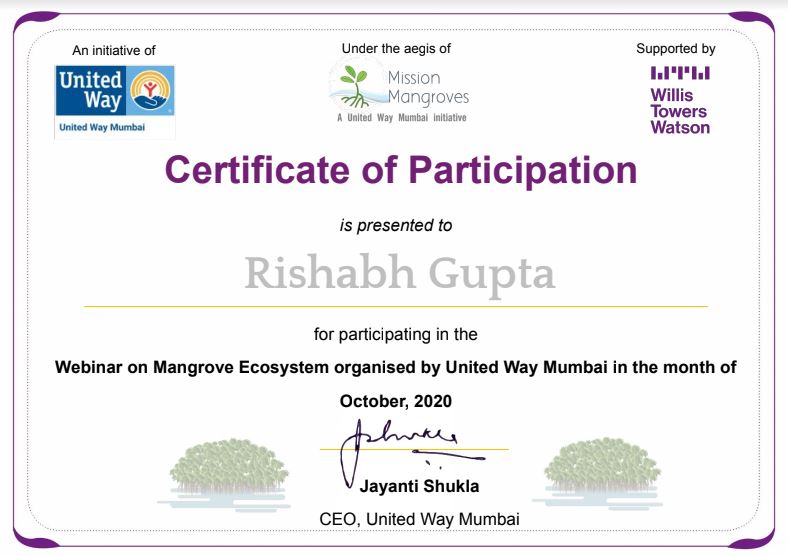 An initiative of
Under the aegis of
Supported by
United
Way
United Way Mumbai
Mission
Mangroves
A United Way Mumbai initiative
Willis
Towers
Watson
Certificate of Participation
is presented to
Rishabh Gupta
for participating in the
Webinar on Mangrove Ecosystem organised by United Way Mumbai in the month of
October, 2020
Jayanti Shukla
CEO, United Way Mumbai